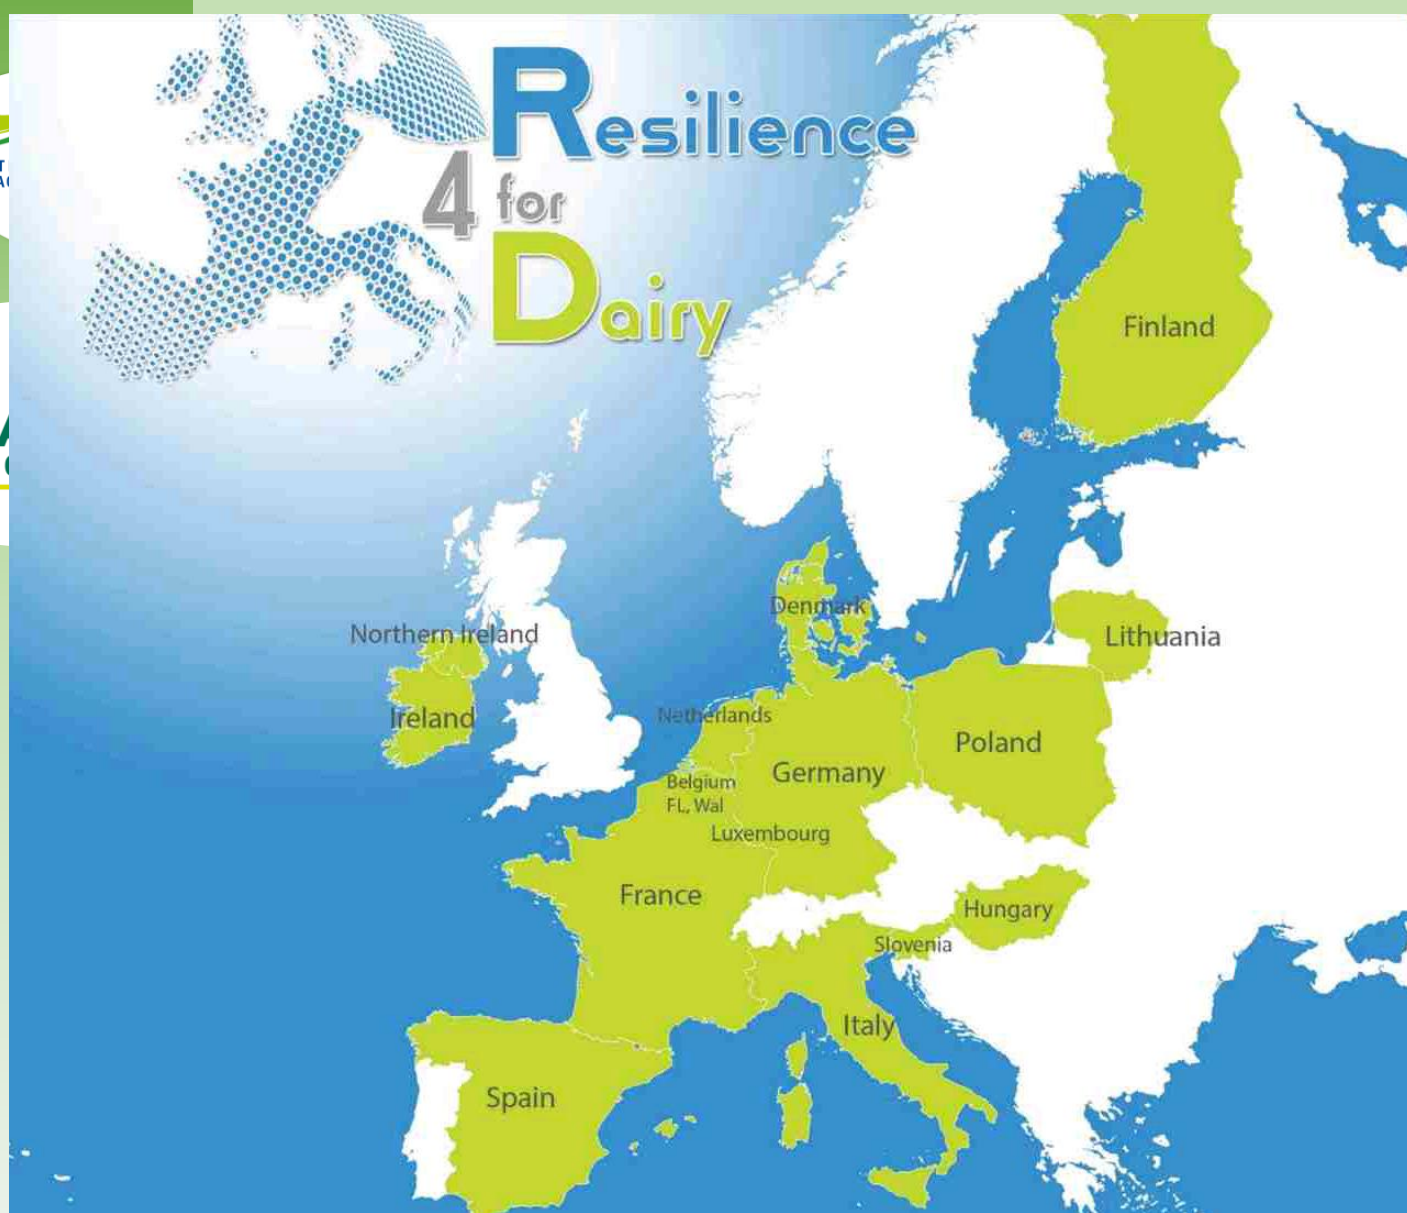 Resilience
4 for
Dairy
Finland
Denmark
Northern Ireland
Lithuania
Ireland
Netherlands
Poland
Germany
Belgium
FL, Wal
Luxembourg
France
Hungary
Slovenia
Italy
Spain